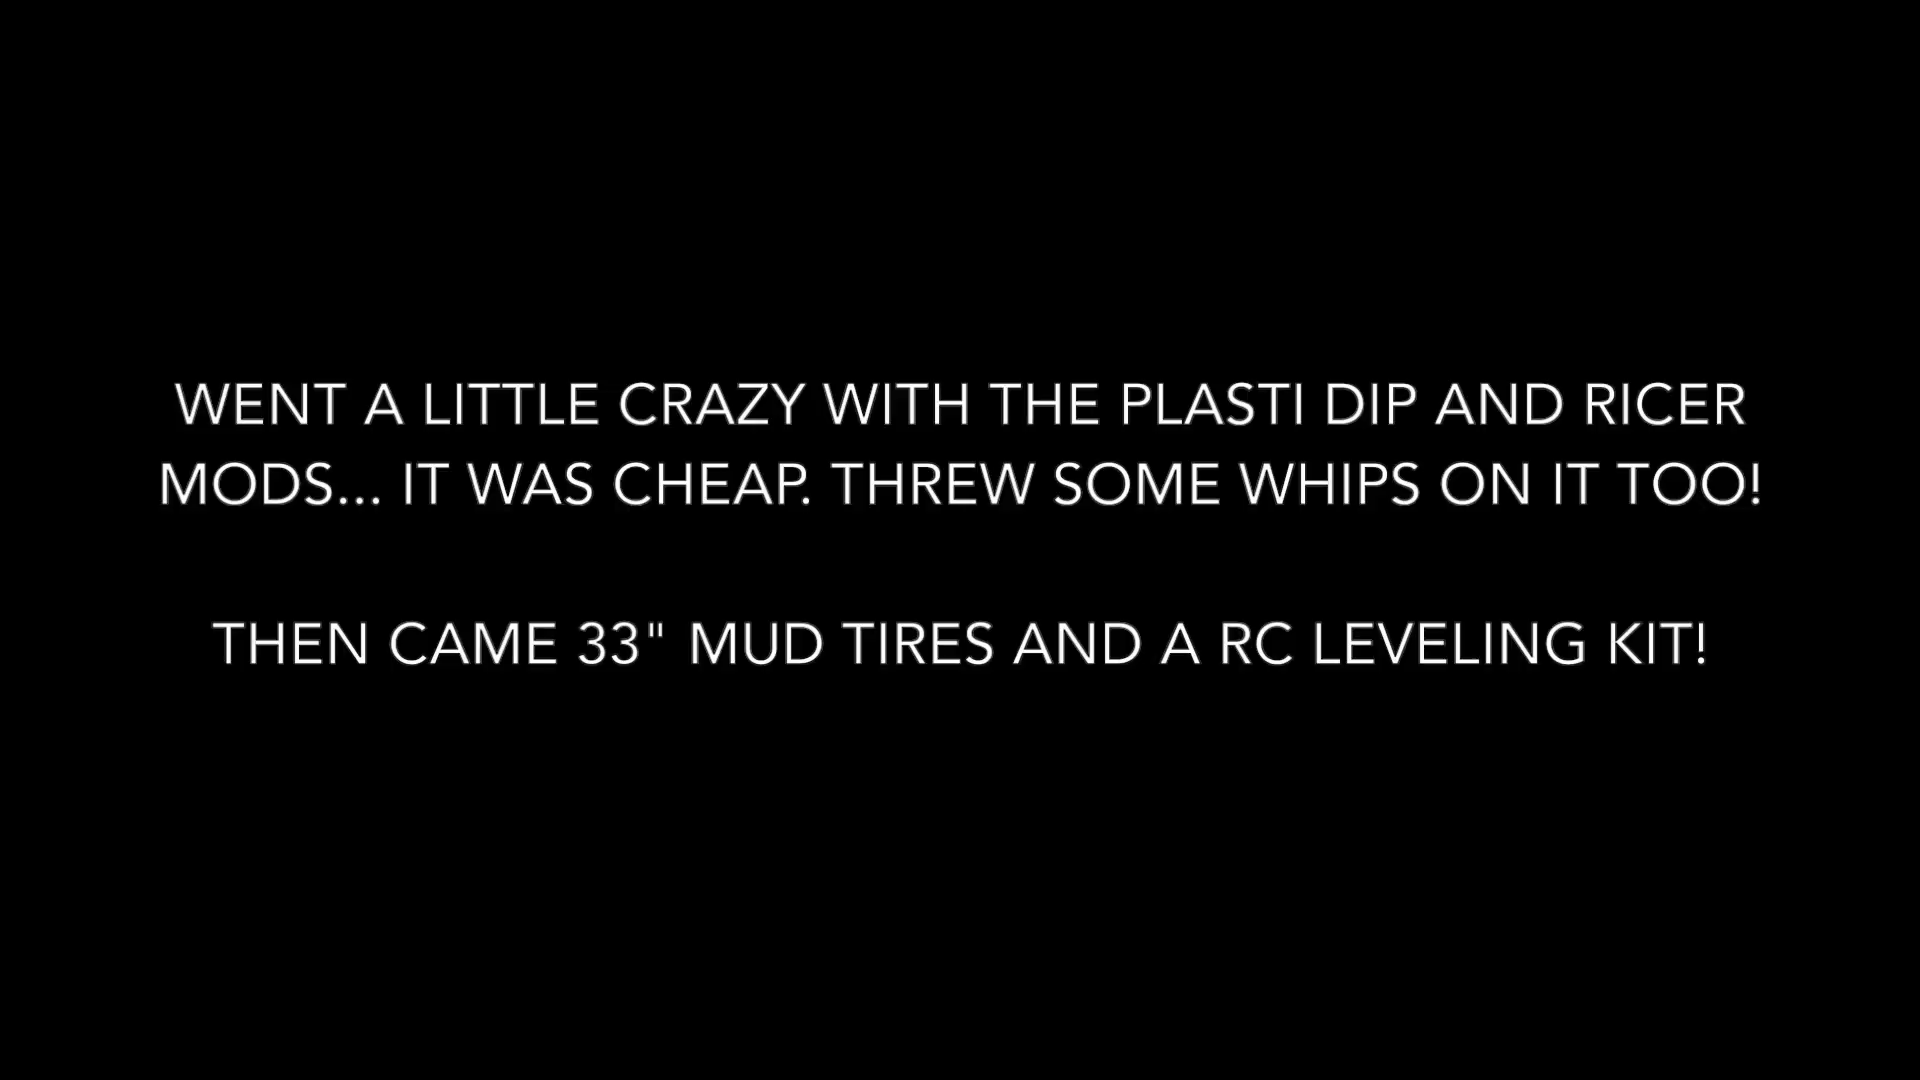 WENT A LITTLE CRAZY WITH THE PLASTI DIP AND RICER
MODS... IT WAS CHEAP. THREW SOME WHIPS ON IT TOO!
THEN CAME 33" MUD TIRES AND A RC LEVELING KIT!